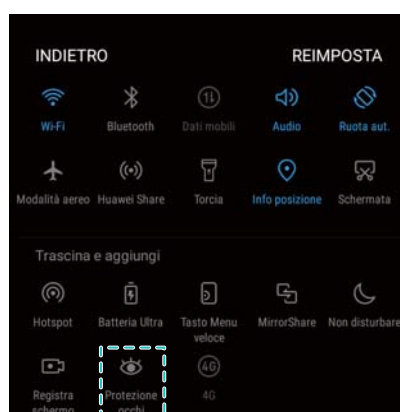 INDIETRO REIMPOSTA
Wi-Fi Bluetooth Dati mobili Audio Ruota aut.
Modalità aereo Huawei Share Torcia Info posizione Schermata
Trascina e aggiungi
Hotspot Batteria Ultra Tasto Menu MirrorShare Non disturbare
veloce
Registra Protezione 4G
schermo occhi